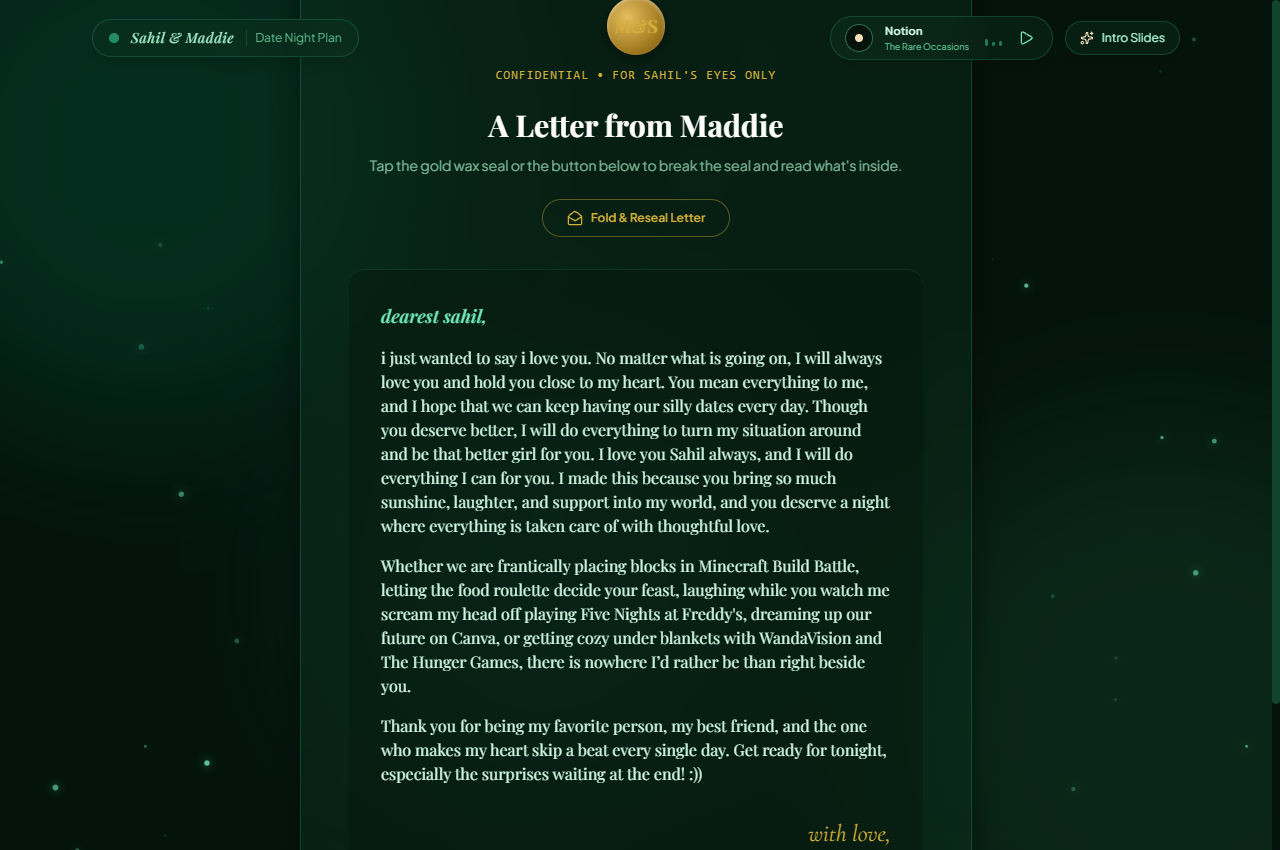 Sahil & Maddie
Date Night Plan
M&S
Notion
The Rare Occasions
Intro Slides
CONFIDENTIAL • FOR SAHIL'S EYES ONLY
A Letter from Maddie
Tap the gold wax seal or the button below to break the seal and read what's inside.
Fold & Reseal Letter
dearest sahil,
i just wanted to say i love you. No matter what is going on, I will always
love you and hold you close to my heart. You mean everything to me,
and I hope that we can keep having our silly dates every day. Though
you deserve better, I will do everything to turn my situation around
and be that better girl for you. I love you Sahil always, and I will do
everything I can for you. I made this because you bring so much
sunshine, laughter, and support into my world, and you deserve a night
where everything is taken care of with thoughtful love.
Whether we are frantically placing blocks in Minecraft Build Battle,
letting the food roulette decide your feast, laughing while you watch me
scream my head off playing Five Nights at Freddy's, dreaming up our
future on Canva, or getting cozy under blankets with WandaVision and
The Hunger Games, there is nowhere I’d rather be than right beside
you.
Thank you for being my favorite person, my best friend, and the one
who makes my heart skip a beat every single day. Get ready for tonight,
especially the surprises waiting at the end! :))
with love,